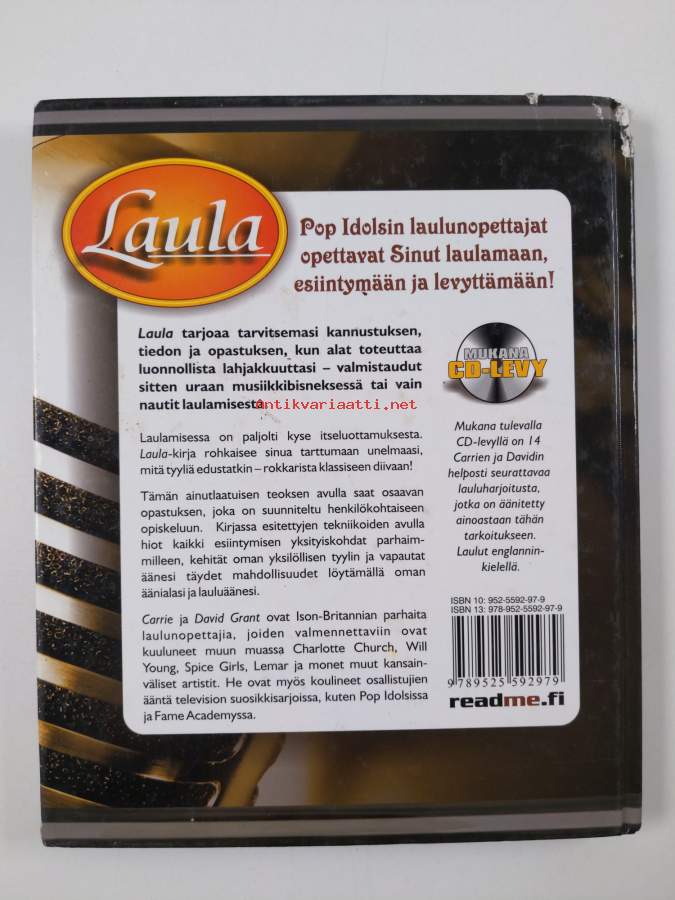 Laula
Pop Idolsin laulunopettajat
opettavat Sinut laulamaan,
esiintymään ja levyttämään!
Laula tarjoaa tarvitsemasi kannustuksen,
tiedon ja opastuksen, kun alat toteuttaa
luonnollista lahjakkuuttasi – valmistaudut
sitten uraan musiikkibisneksessä tai vain
nautit laulamisesta
antikvariaatti.net
Laulamisessa on paljolti kyse itseluottamuksesta.
Laula-kirja rohkaisee sinua tarttumaan unelmaasi,
mitä tyyliä edustatkin – rokkarista klassiseen diivaan!
Tämän ainutlaatuisen teoksen avulla saat osaavan
opastuksen, joka on suunniteltu henkilökohtaiseen
opiskeluun. Kirjassa esitettyjen tekniikoiden avulla
hiot kaikki esiintymisen yksityiskohdat parhaim-
milleen, kehität oman yksilöllisen tyylin ja vapautat
äänesi täydet mahdollisuudet löytämällä oman
äänialasi ja lauluäänesi.
Carrie ja David Grant ovat Ison-Britannian parhaita
laulunopettajia, joiden valmennettaviin ovat
kuuluneet muun muassa Charlotte Church, Will
Young, Spice Girls, Lemar ja monet muut kansain-
väliset artistit. He ovat myös koulineet osallistujien
ääntä television suosikkisarjoissa, kuten Pop Idolsissa
ja Fame Academyssa.
MUKANA
CD-LEVY
Mukana tulevalla
CD-levyllä on 14
Carrien ja Davidin
helposti seurattavaa
lauluharjoitusta,
jotka on äänitetty
ainoastaan tähän
tarkoitukseen.
Laulut englannin-
kielellä.
ISBN 10: 952-5592-97-9
ISBN 13: 978-952-5592-97-9
9 789525 592979
readme.fi